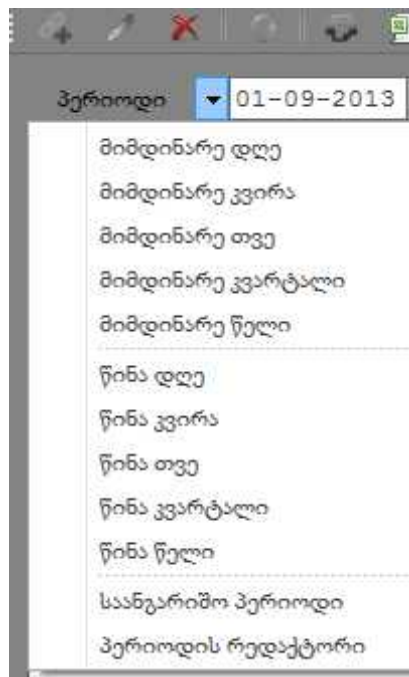 პერიოდი 01-09-2013
მიმდინარე დღე
მიმდინარე კვირა
მიმდინარე თვე
მიმდინარე კვარტალი
მიმდინარე წელი
წინა დღე
წინა კვირა
წინა თვე
წინა კვარტალი
წინა წელი
საანგარიშო პერიოდი
პერიოდის რედაქტორი